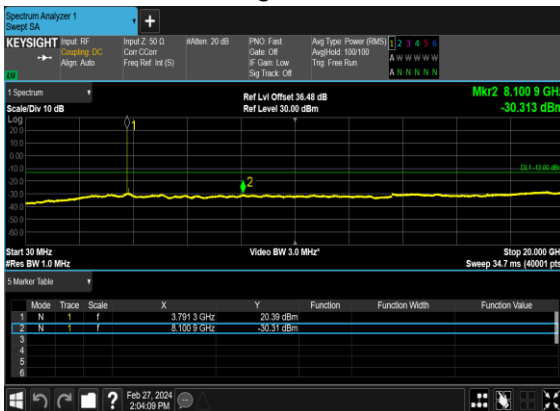 Spectrum Analyzer 1
Swept SA
KEYSIGHT Input: RF Input Z: 50 Ω #Atten: 20 dB PNO: Fast Avg Type: Power (RMS) 1 2 3 4 5 6
Coupling: DC Corr CCorr Gate: Off Avg|Hold: 100/100 A W W W W W
Align: Auto Freq Ref: Int (S) IF Gain: Low Trig: Free Run
Sig Track: Off A N N N N N
1 Spectrum Mkr2 8.100 9 GHz
Scale/Div 10 dB Ref Lvl Offset 36.48 dB -30.313 dBm
Ref Level 30.00 dBm
Log
20.0
10.0
0.00
-10.0 DL1 -13.00 dBm
-20.0
-30.0
-40.0
-50.0
-60.0
1
2
Start 30 MHz Video BW 3.0 MHz* Stop 20.000 GH
#Res BW 1.0 MHz Sweep 34.7 ms (40001 pts
5 Marker Table
Mode Trace Scale X Y Function Function Width Function Value
1 N 1 f 3.791 3 GHz 20.39 dBm
2 N 1 f 8.100 9 GHz -30.31 dBm
3
4
5
6
? Feb 27, 2024
2:04:09 PM